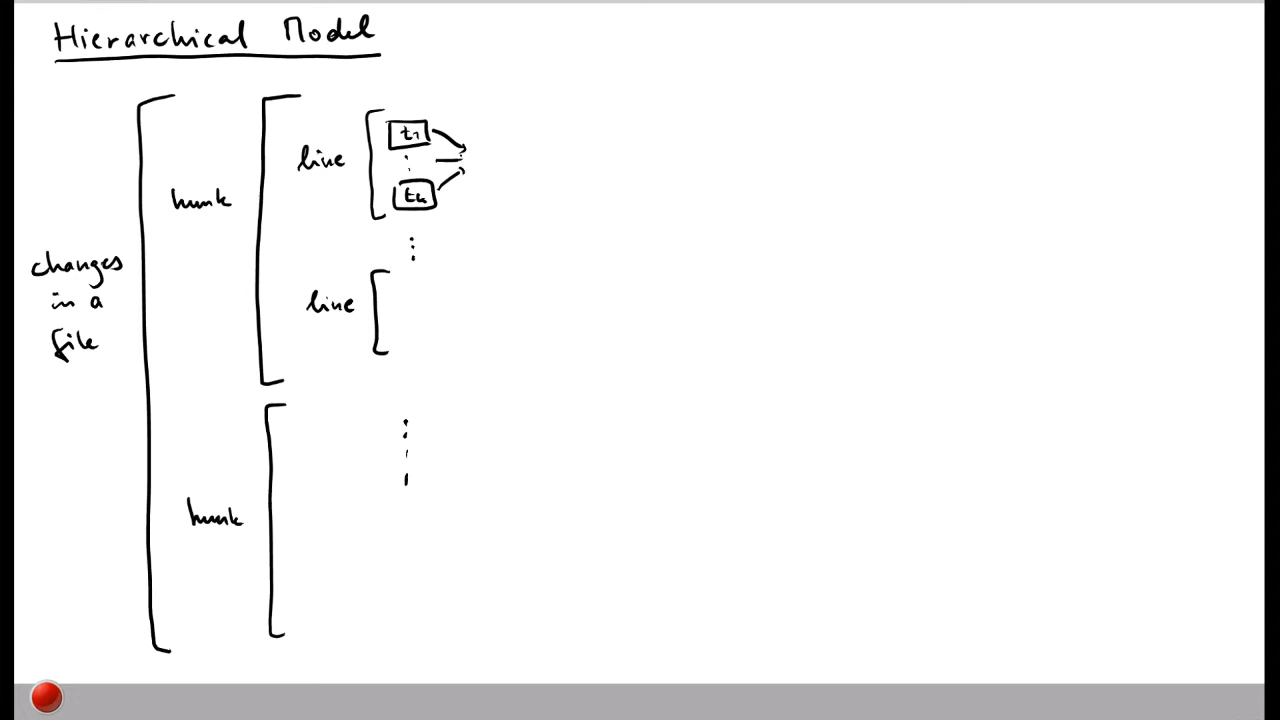 Hierarchical Model
changes
in a
file
hunk
line
t1
⋮
tk
⋮
line
hunk
⋮